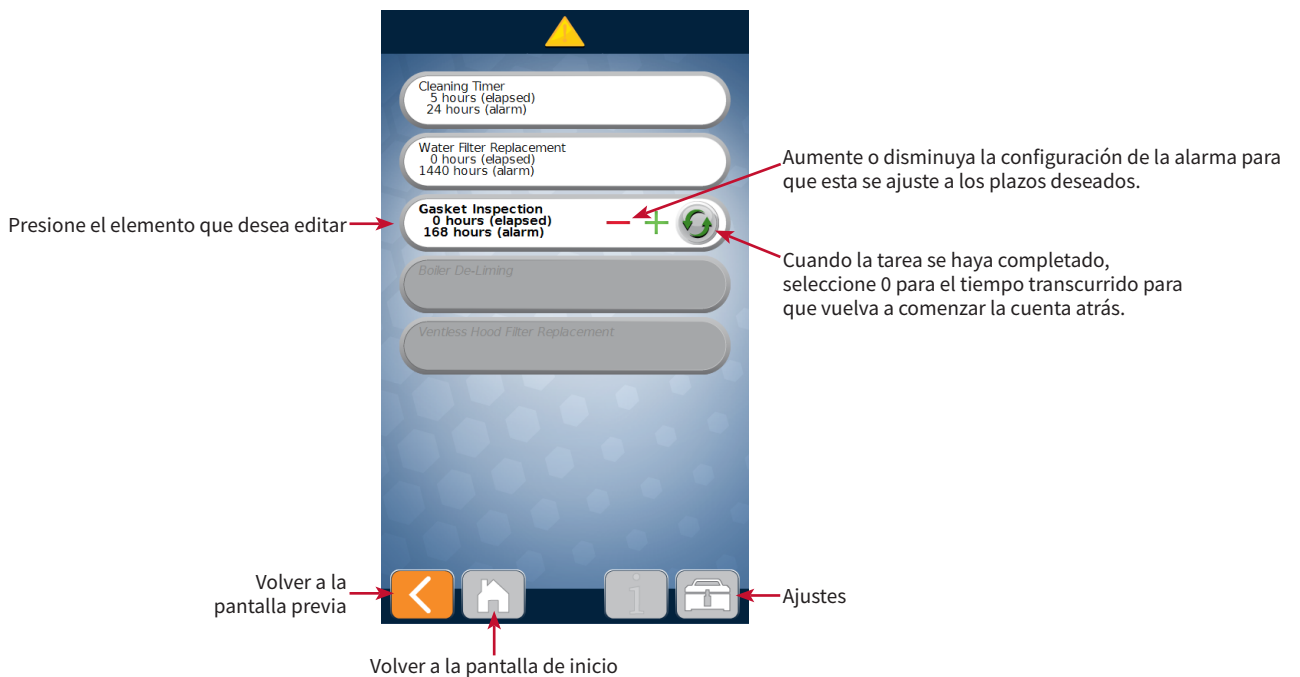 Cleaning Timer
5 hours (elapsed)
24 hours (alarm)
Water Filter Replacement
0 hours (elapsed)
1440 hours (alarm)
Aumente o disminuya la configuración de la alarma para
que esta se ajuste a los plazos deseados.
Presione el elemento que desea editar
Gasket Inspection
0 hours (elapsed)
168 hours (alarm)
Cuando la tarea se haya completado,
seleccione 0 para el tiempo transcurrido para
que vuelva a comenzar la cuenta atrás.
Boiler De-Liming
Ventless Hood Filter Replacement
Volver a la
pantalla previa
Ajustes
Volver a la pantalla de inicio